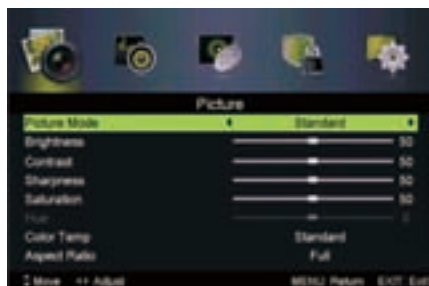 Picture
Picture Mode Standard
Brightness 50
Contrast 50
Sharpness 50
Saturation 50
Hue 0
Color Temp Standard
Aspect Ratio Full
Move Adjust MENU Return EXIT Exit